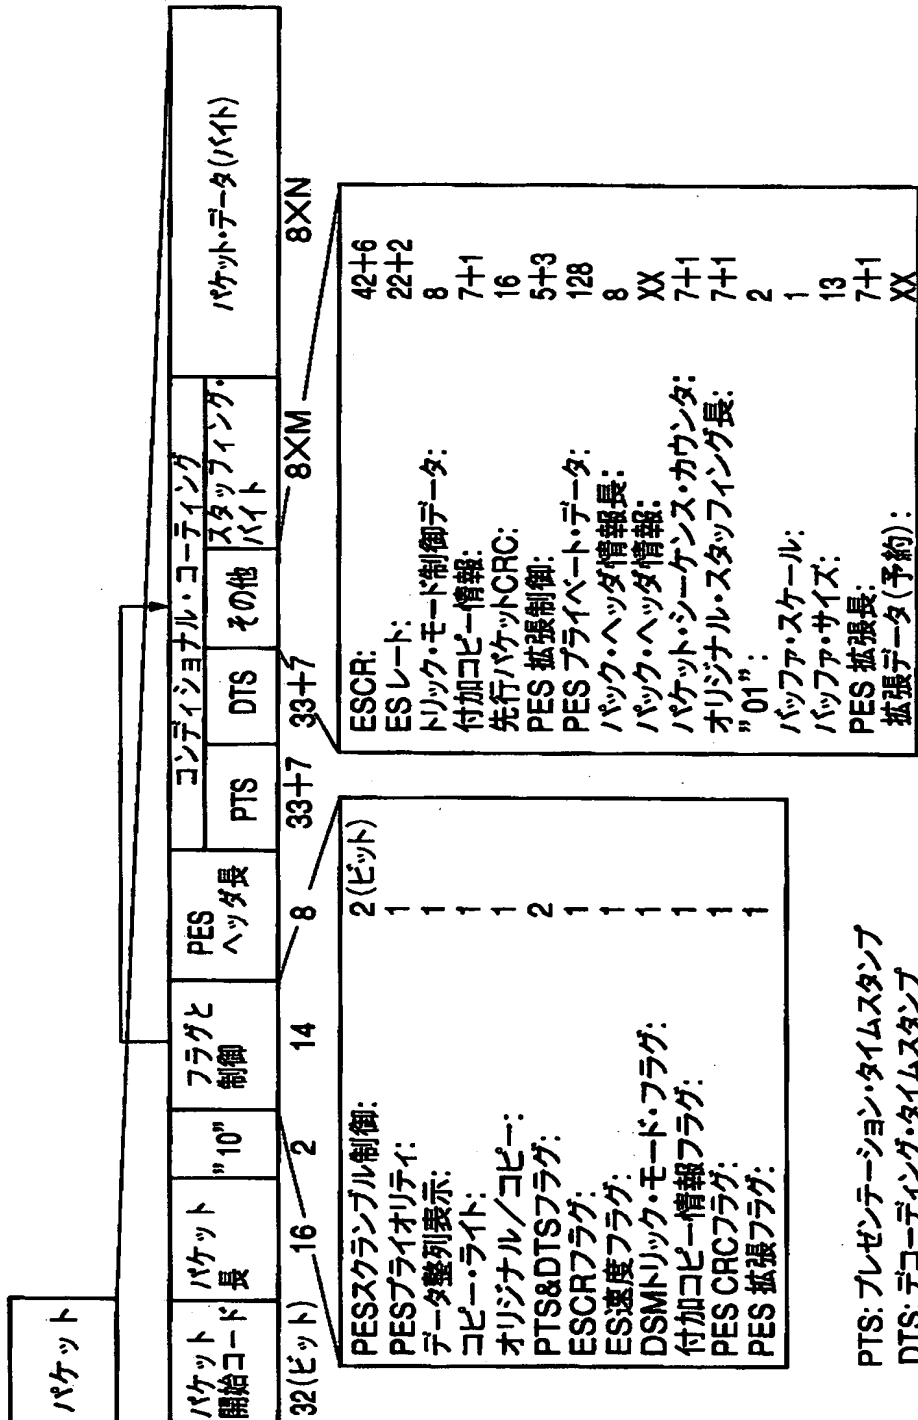 パケット
パケット
開始コード
パケット
長
"10"
フラグと
制御
PES
ヘッダ長
コンディショナル・コーティング
PTS
DTS
その他
スタッフィング・
バイト
パケット・データ(バイト)
32(ビット)
16
2
14
8
33+7
33+7
8×M
8×N
PESスクランブル制御: 2(ビット)
PESプライオリティ: 1
データ整列表示: 1
コピー・ライト: 1
オリジナル/コピー: 1
PTS&DTSフラグ: 2
ESCRフラグ: 1
ES速度フラグ: 1
DSMトリック・モード・フラグ: 1
付加コピー情報フラグ: 1
PES CRCフラグ: 1
PES 拡張フラグ: 1
ESCR: 42+6
ESレート: 22+2
トリック・モード制御データ: 8
付加コピー情報: 7+1
先行パケットCRC: 16
PES 拡張制御: 5+3
PES プライベート・データ: 128
パック・ヘッダ情報長: 8
パック・ヘッダ情報: XX
パケット・シーケンス・カウンタ: 7+1
オリジナル・スタッフィング長: 7+1
"01": 2
バッファ・スケール: 1
バッファ・サイズ: 13
PES 拡張長: 7+1
拡張データ(予約): XX
PTS: プレゼンテーション・タイムスタンプ
DTS: デコーディング・タイムスタンプ